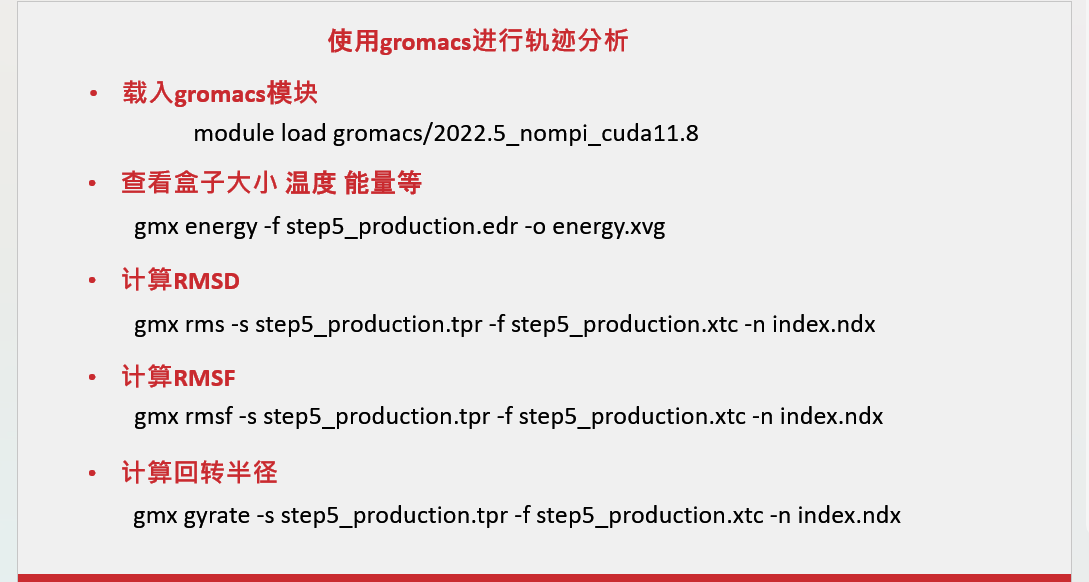 使用gromacs进行轨迹分析
• 载入gromacs模块
module load gromacs/2022.5_nompi_cuda11.8
• 查看盒子大小 温度 能量等
gmx energy -f step5_production.edr -o energy.xvg
• 计算RMSD
gmx rms -s step5_production.tpr -f step5_production.xtc -n index.ndx
• 计算RMSF
gmx rmsf -s step5_production.tpr -f step5_production.xtc -n index.ndx
• 计算回转半径
gmx gyrate -s step5_production.tpr -f step5_production.xtc -n index.ndx